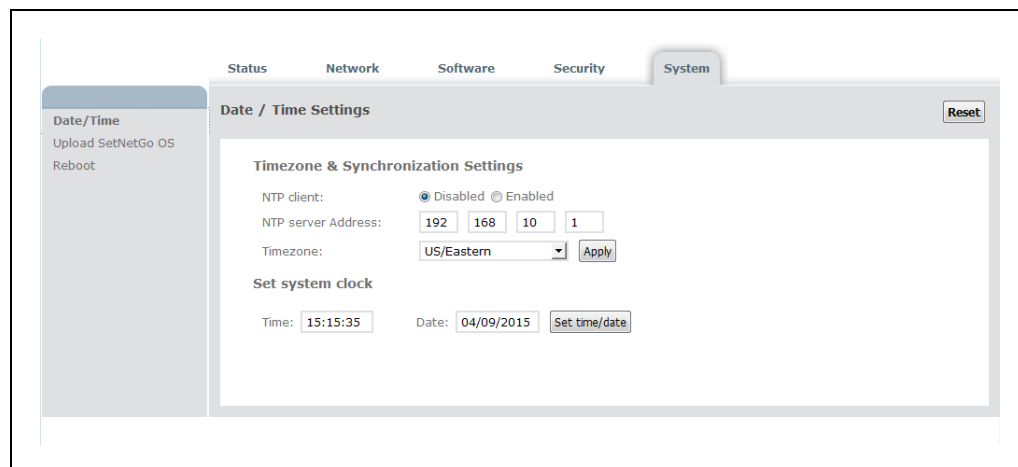 Status Network Software Security System
Date/Time
Upload SetNetGo OS
Reboot
Date / Time Settings Reset
Timezone & Synchronization Settings
NTP client: Disabled Enabled
NTP server Address: 192 168 10 1
Timezone: US/Eastern Apply
Set system clock
Time: 15:15:35 Date: 04/09/2015 Set time/date